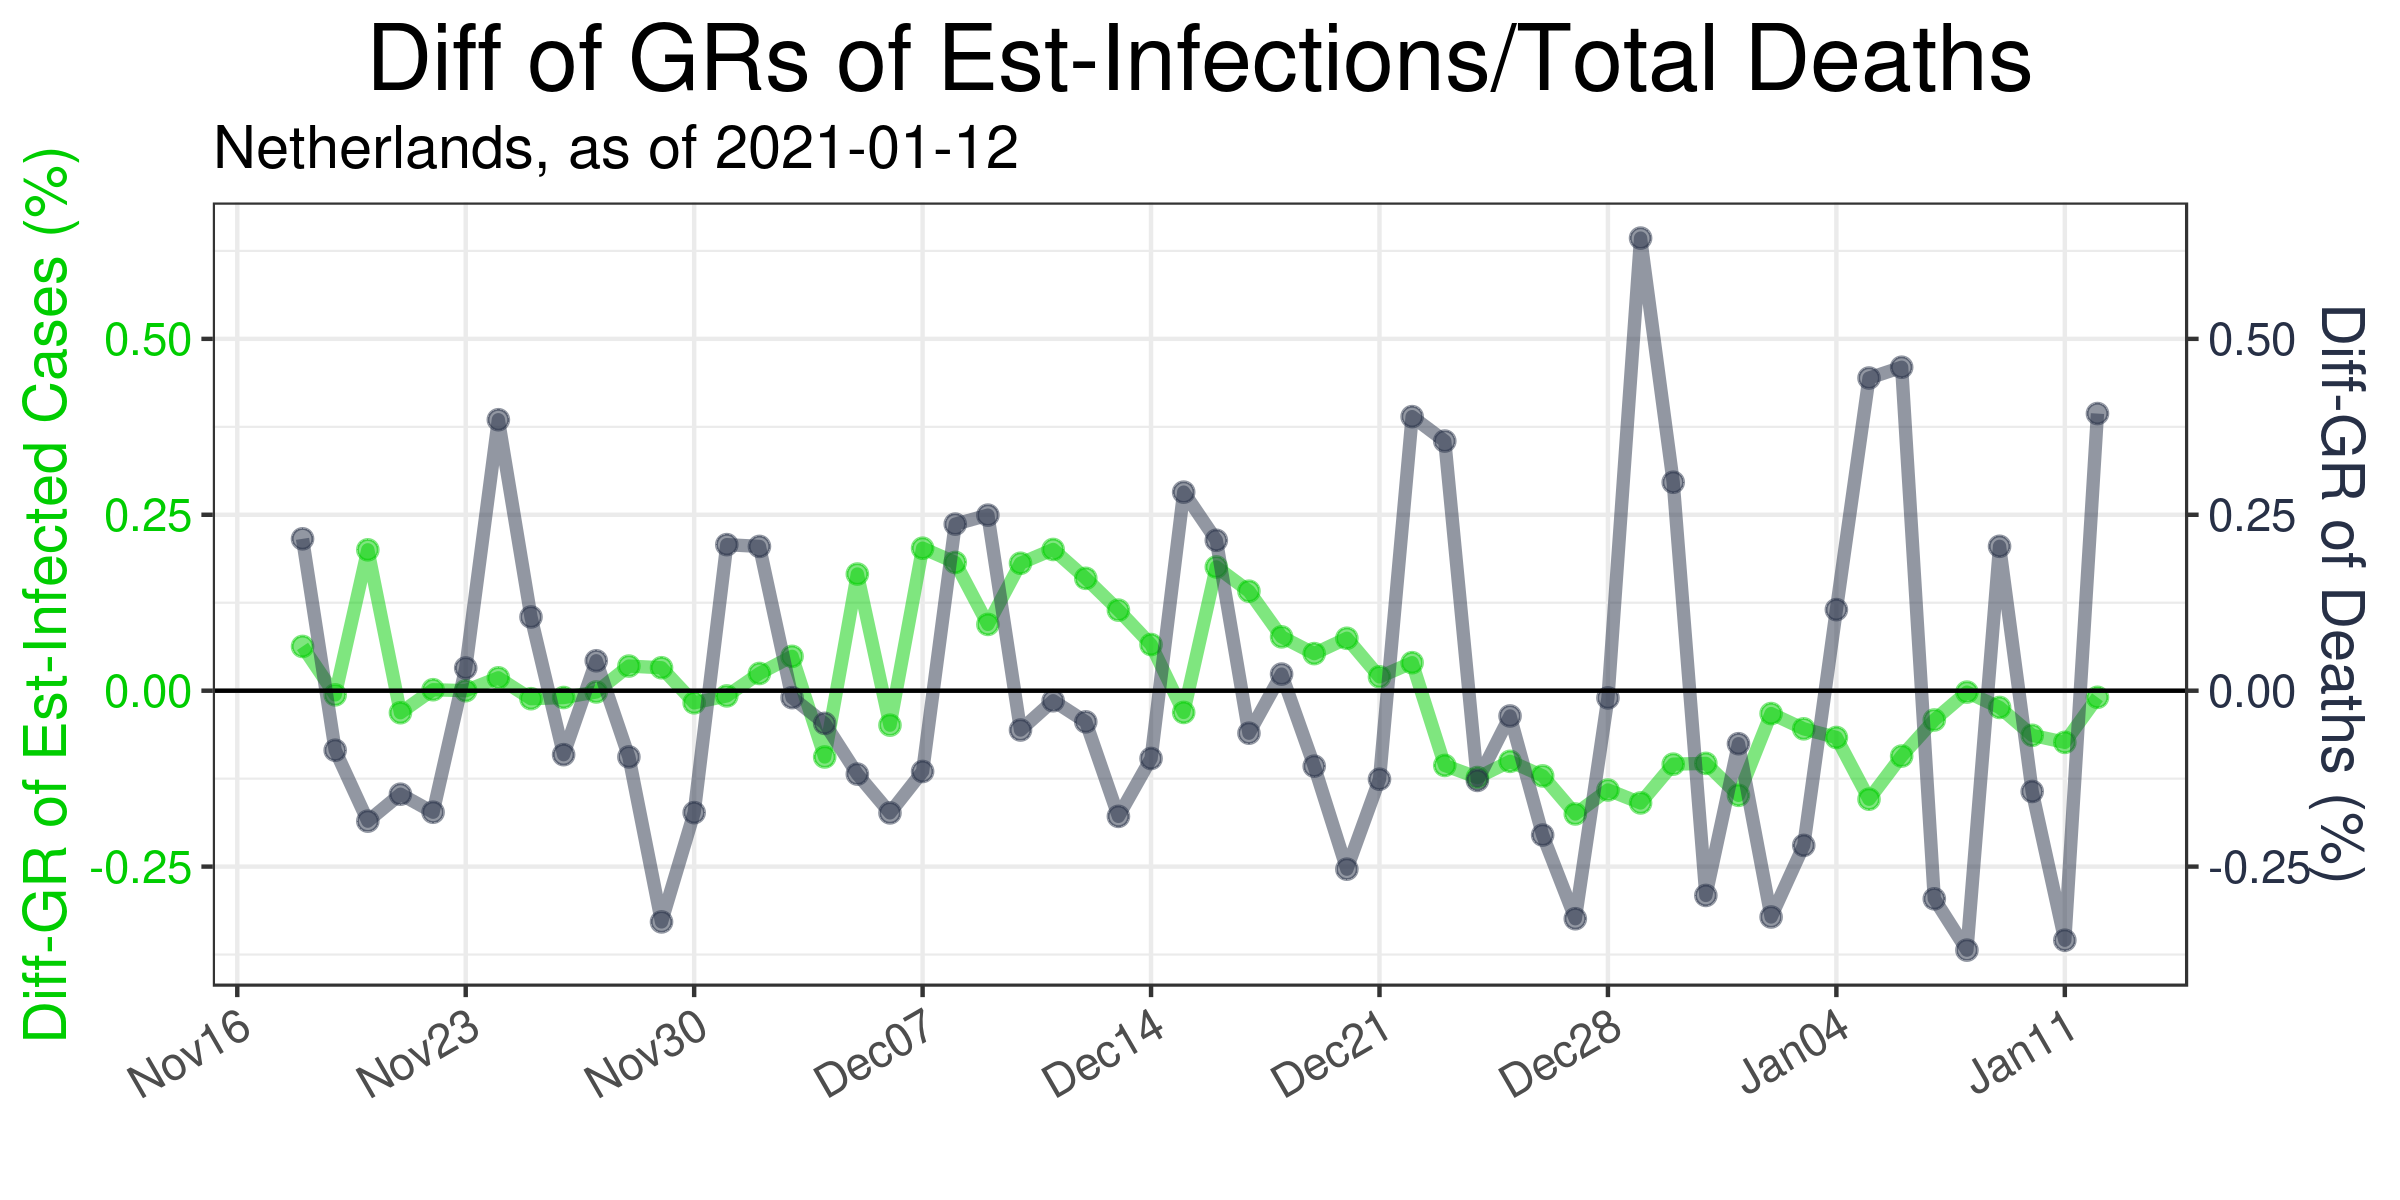 Diff of GRs of Est-Infections/Total Deaths
Netherlands, as of 2021-01-12
Diff-GR of Est-Infected Cases (%)
0.50
0.25
0.00
-0.25
0.50
0.25
0.00
-0.25
Diff-GR of Deaths (%)
Nov16
Nov23
Nov30
Dec07
Dec14
Dec21
Dec28
Jan04
Jan11